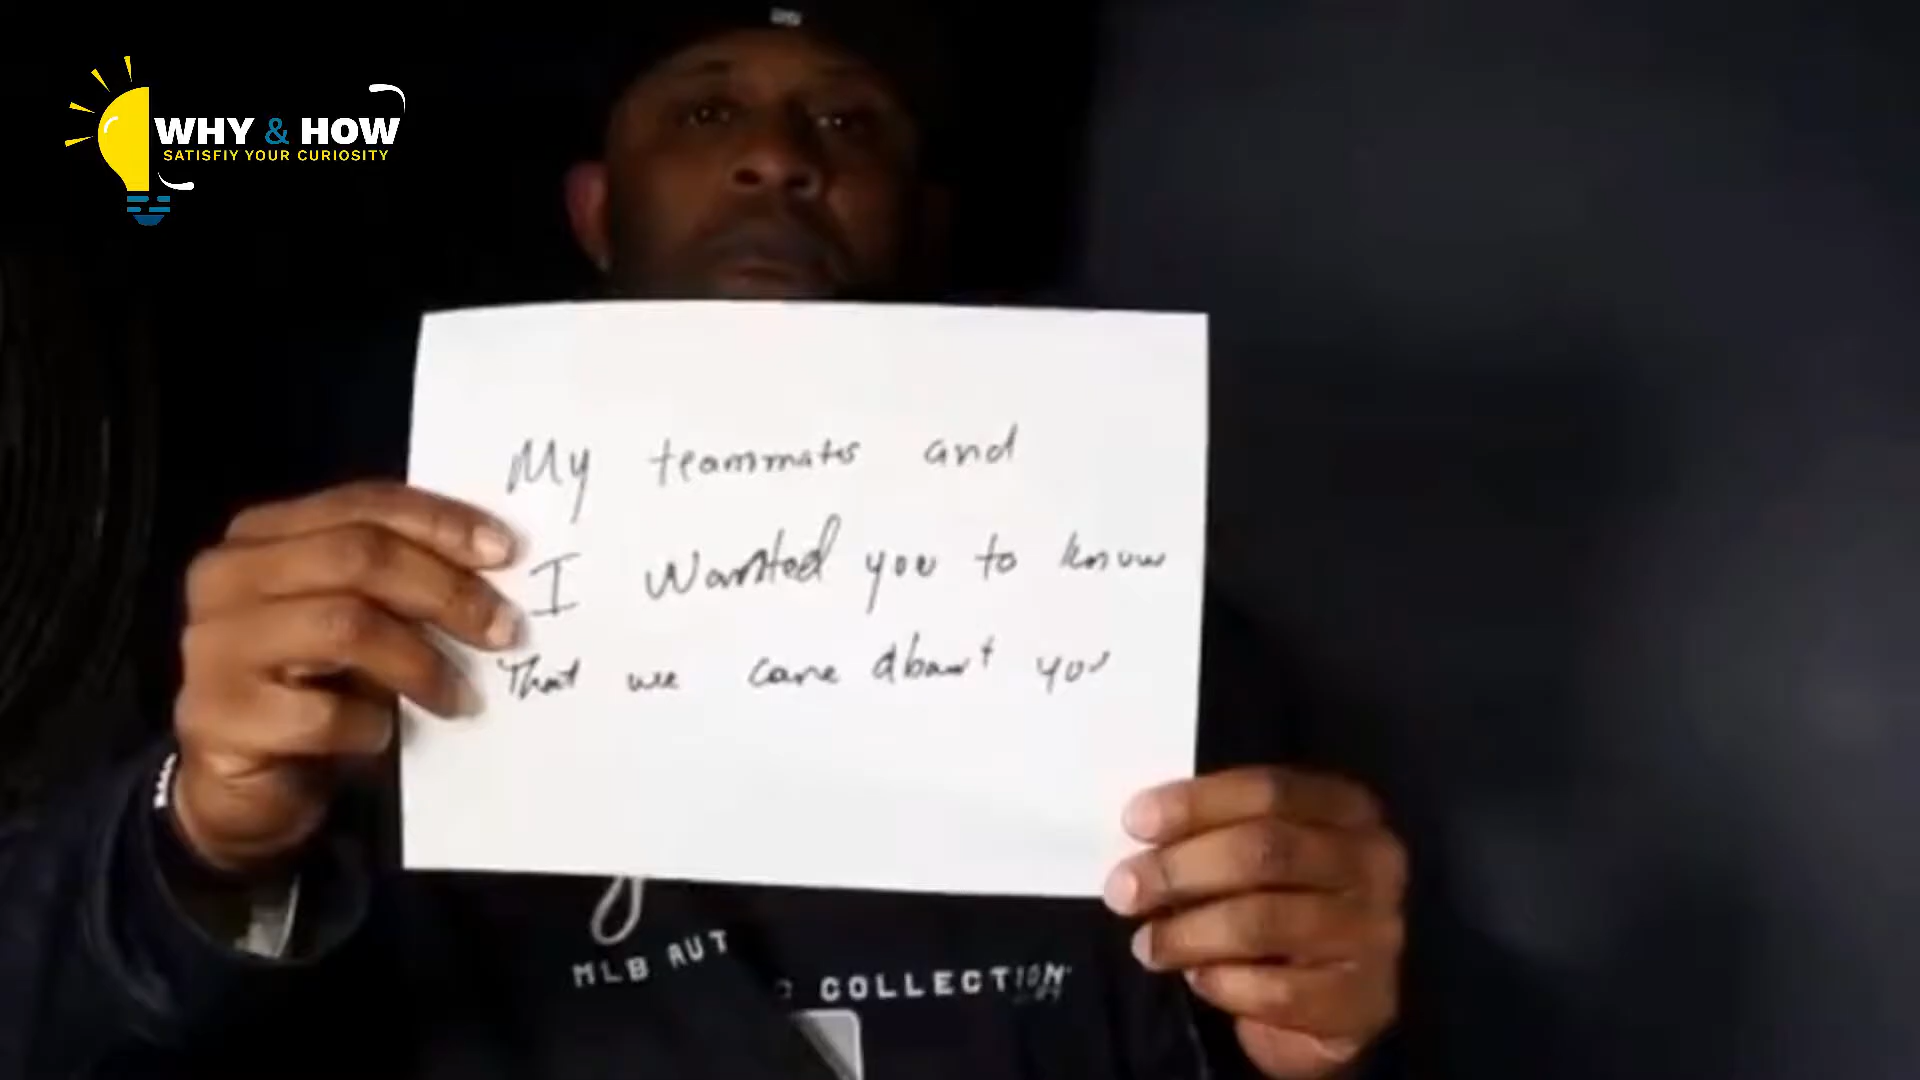 WHY & HOW
SATISFIY YOUR CURIOSITY
My teammates and
I wanted you to know
That we care about you
MLB AUT
COLLECTION